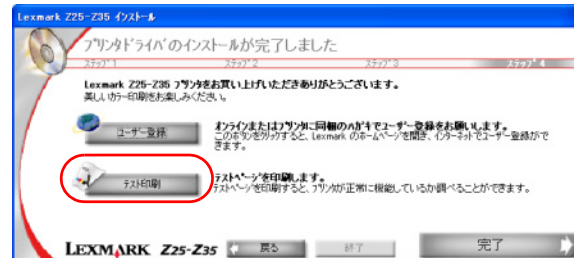 Lexmark Z25-Z35 インストール
プリンタドライバのインストールが完了しました
ステップ 1 ステップ 2 ステップ 3 ステップ 4
Lexmark Z25-Z35 プリンタをお買い上げいただきありがとうございます。
美しいカラー印刷をお楽しみください。
ユーザー登録
オンラインまたはプリンタに同梱のハガキでユーザー登録をお願いします。
このボタンをクリックすると、Lexmark のホームページを開き、インターネットでユーザー登録ができます。
テスト印刷
テストページを印刷します。
テストページを印刷すると、プリンタが正常に機能しているか調べることができます。
LEXMARK Z25-Z35 戻る 終了 完了